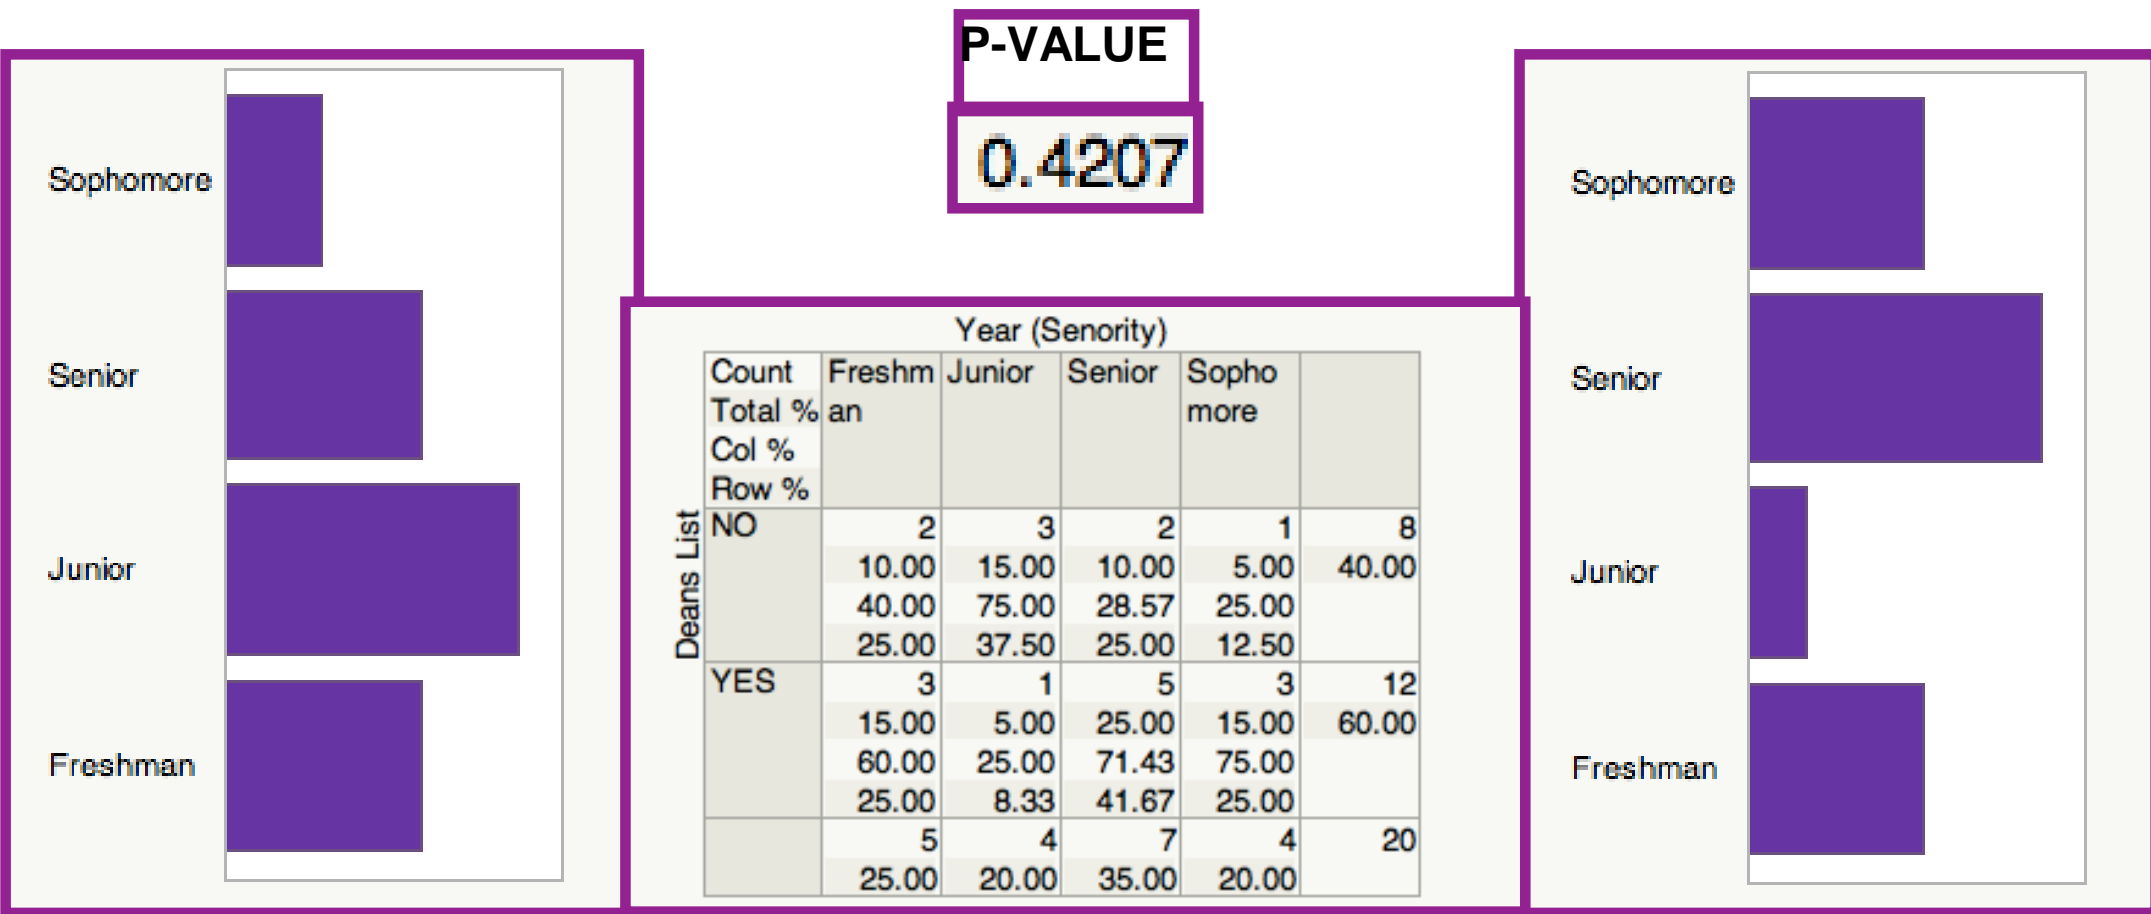 P-VALUE
0.4207
Sophomore
Senior
Junior
Freshman
Year (Senority)
Deans List
Count Freshm Junior Senior Sopho
Total % an more
Col %
Row %
NO 2 3 2 1 8
10.00 15.00 10.00 5.00 40.00
40.00 75.00 28.57 25.00
25.00 37.50 25.00 12.50
YES 3 1 5 3 12
15.00 5.00 25.00 15.00 60.00
60.00 25.00 71.43 75.00
25.00 8.33 41.67 25.00
5 4 7 4 20
25.00 20.00 35.00 20.00
Sophomore
Senior
Junior
Freshman